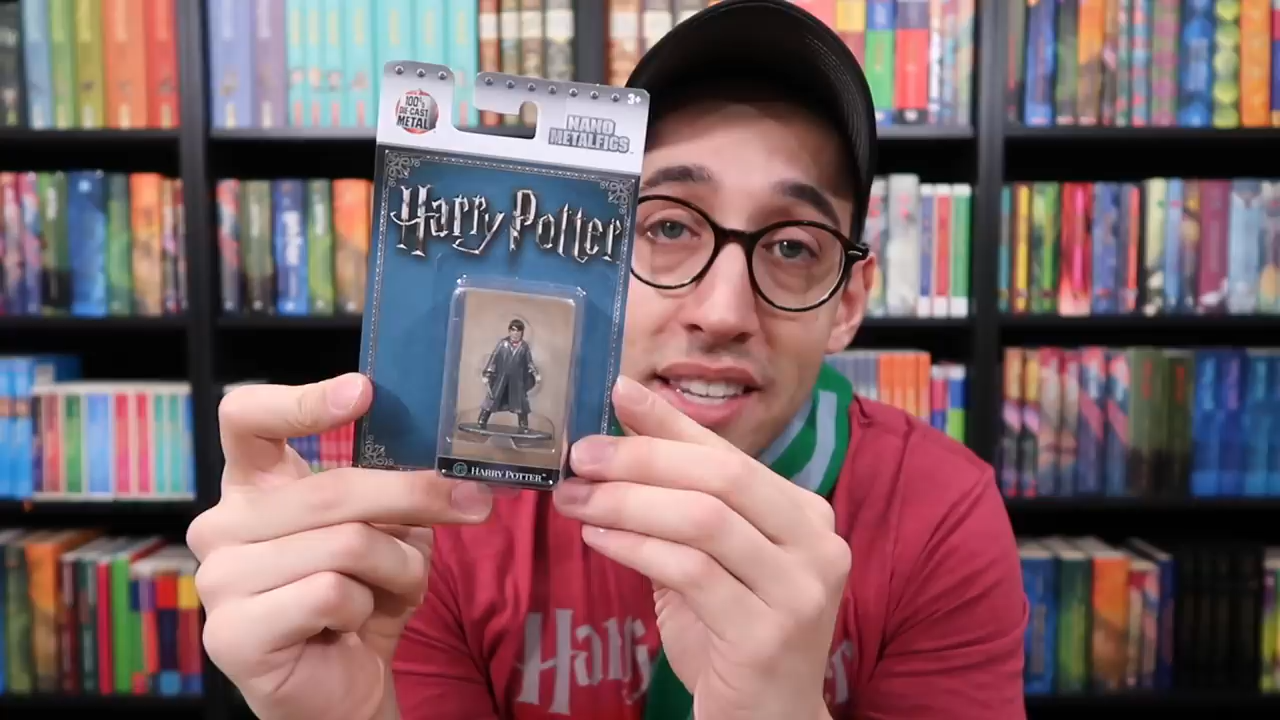 100%
DIE-CAST
METAL
3+
NANO
METALFIGS
Harry Potter
HARRY POTTER
Harry